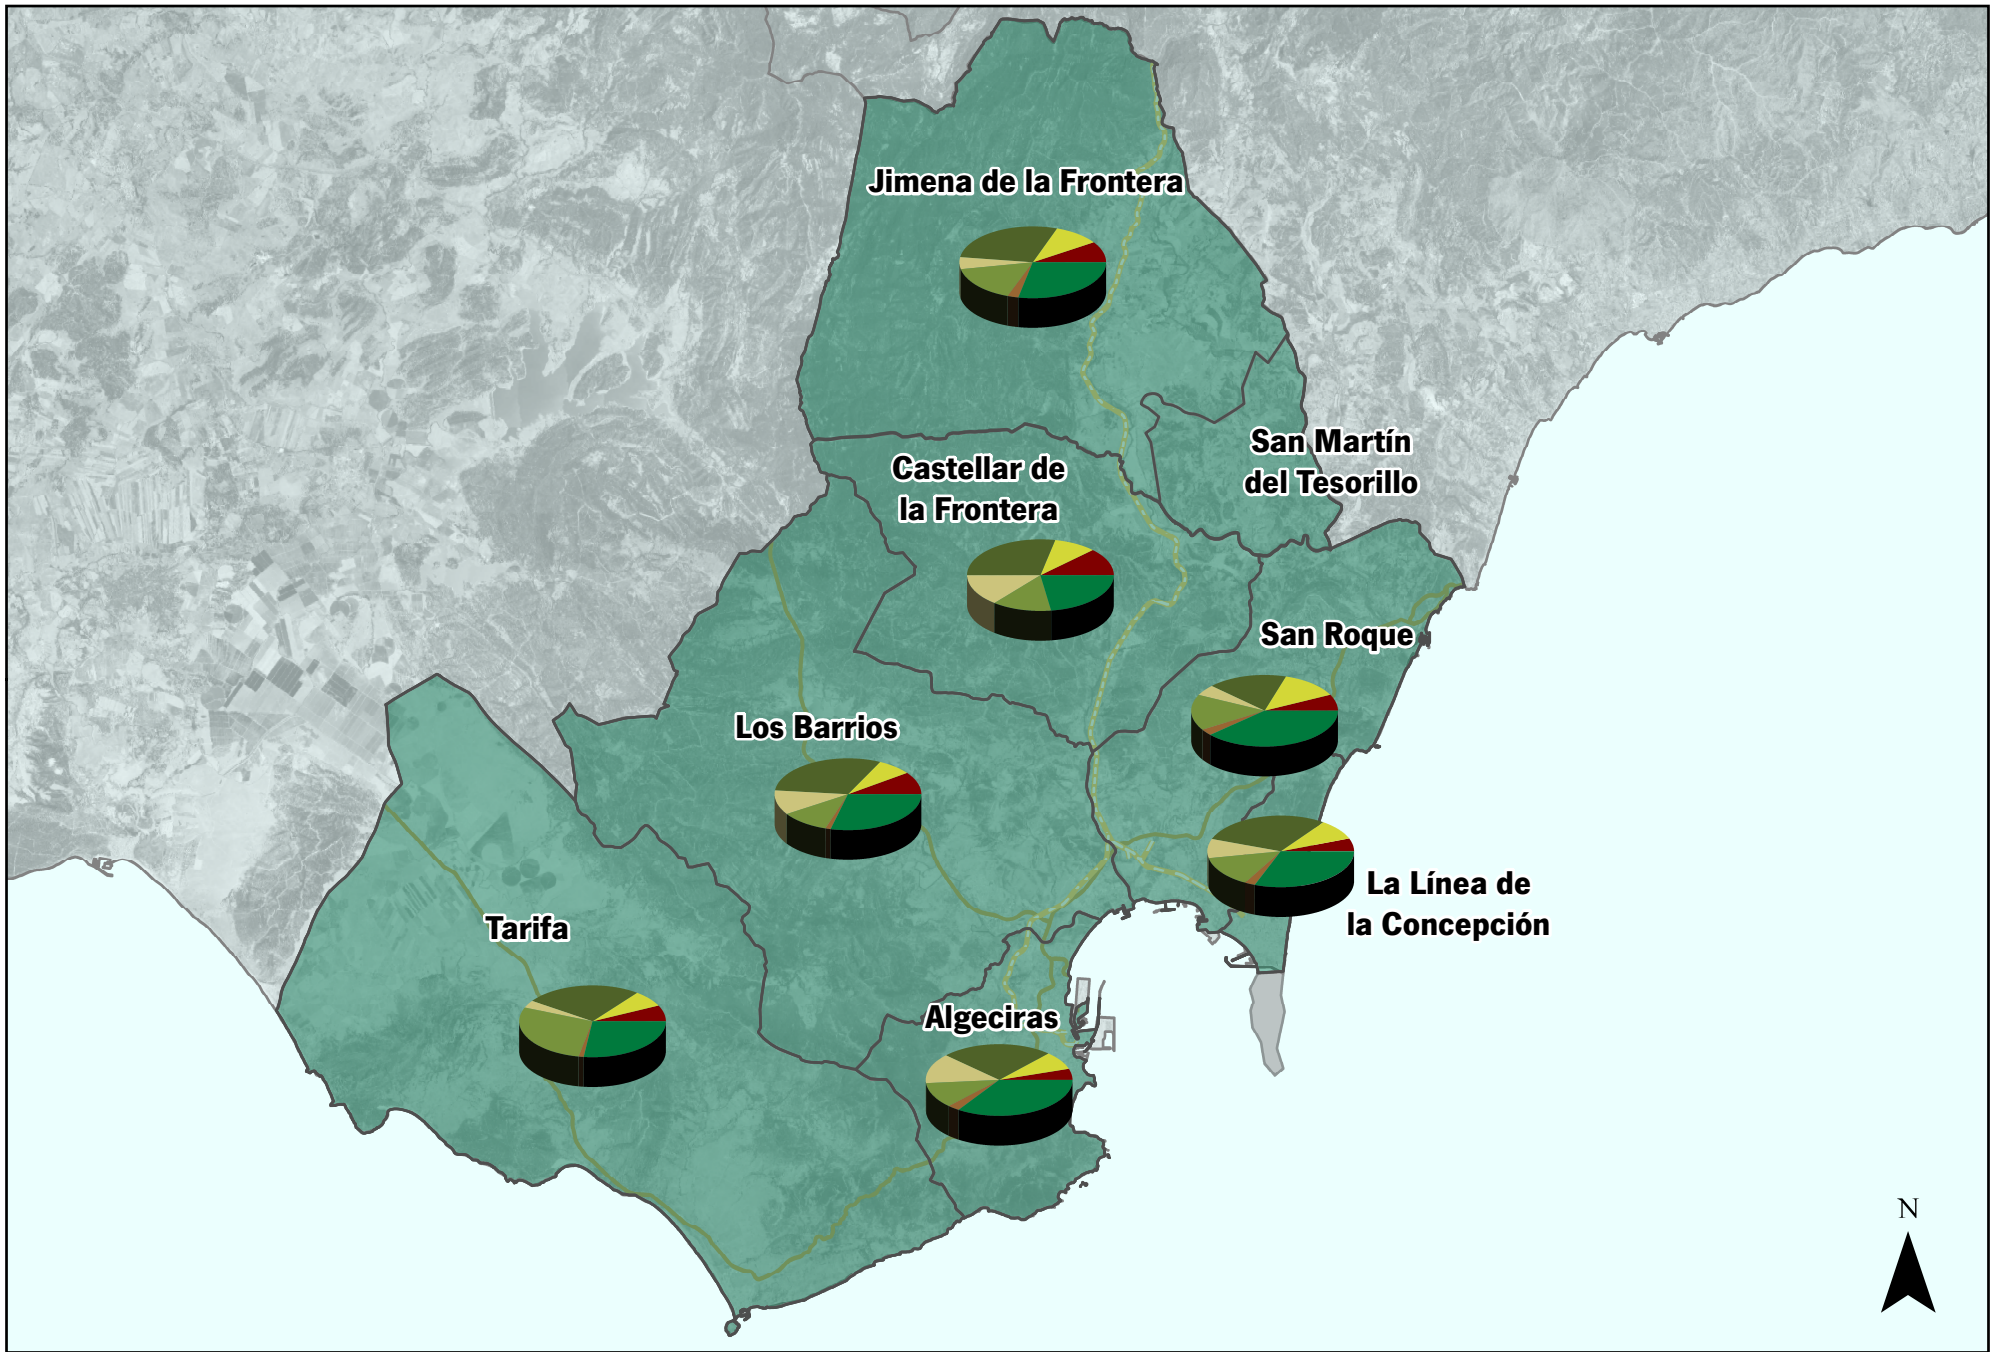 Jimena de la Frontera
San Martín
del Tesorillo
Castellar de
la Frontera
San Roque
Los Barrios
La Línea de
la Concepción
Tarifa
Algeciras
N